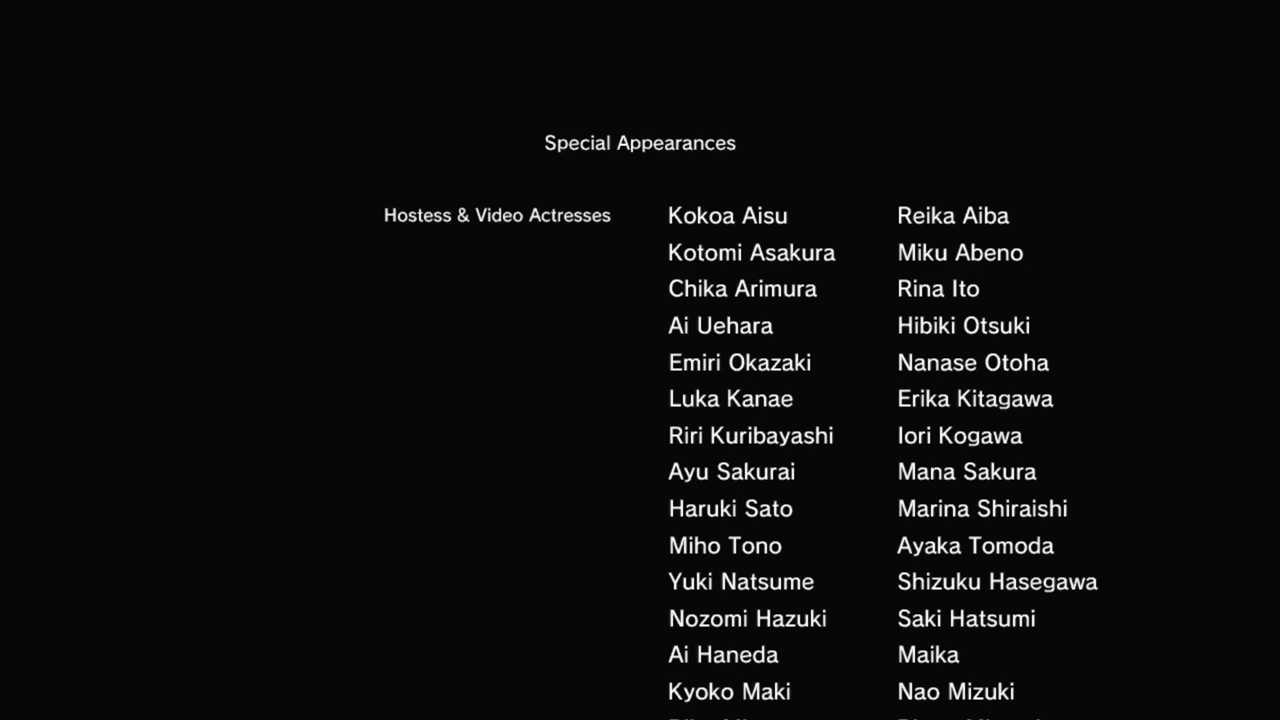 Special Appearances
Hostess & Video Actresses Kokoa Aisu Reika Aiba
Kotomi Asakura Miku Abeno
Chika Arimura Rina Ito
Ai Uehara Hibiki Otsuki
Emiri Okazaki Nanase Otoha
Luka Kanae Erika Kitagawa
Riri Kuribayashi Iori Kogawa
Ayu Sakurai Mana Sakura
Haruki Sato Marina Shiraishi
Miho Tono Ayaka Tomoda
Yuki Natsume Shizuku Hasegawa
Nozomi Hazuki Saki Hatsumi
Ai Haneda Maika
Kyoko Maki Nao Mizuki